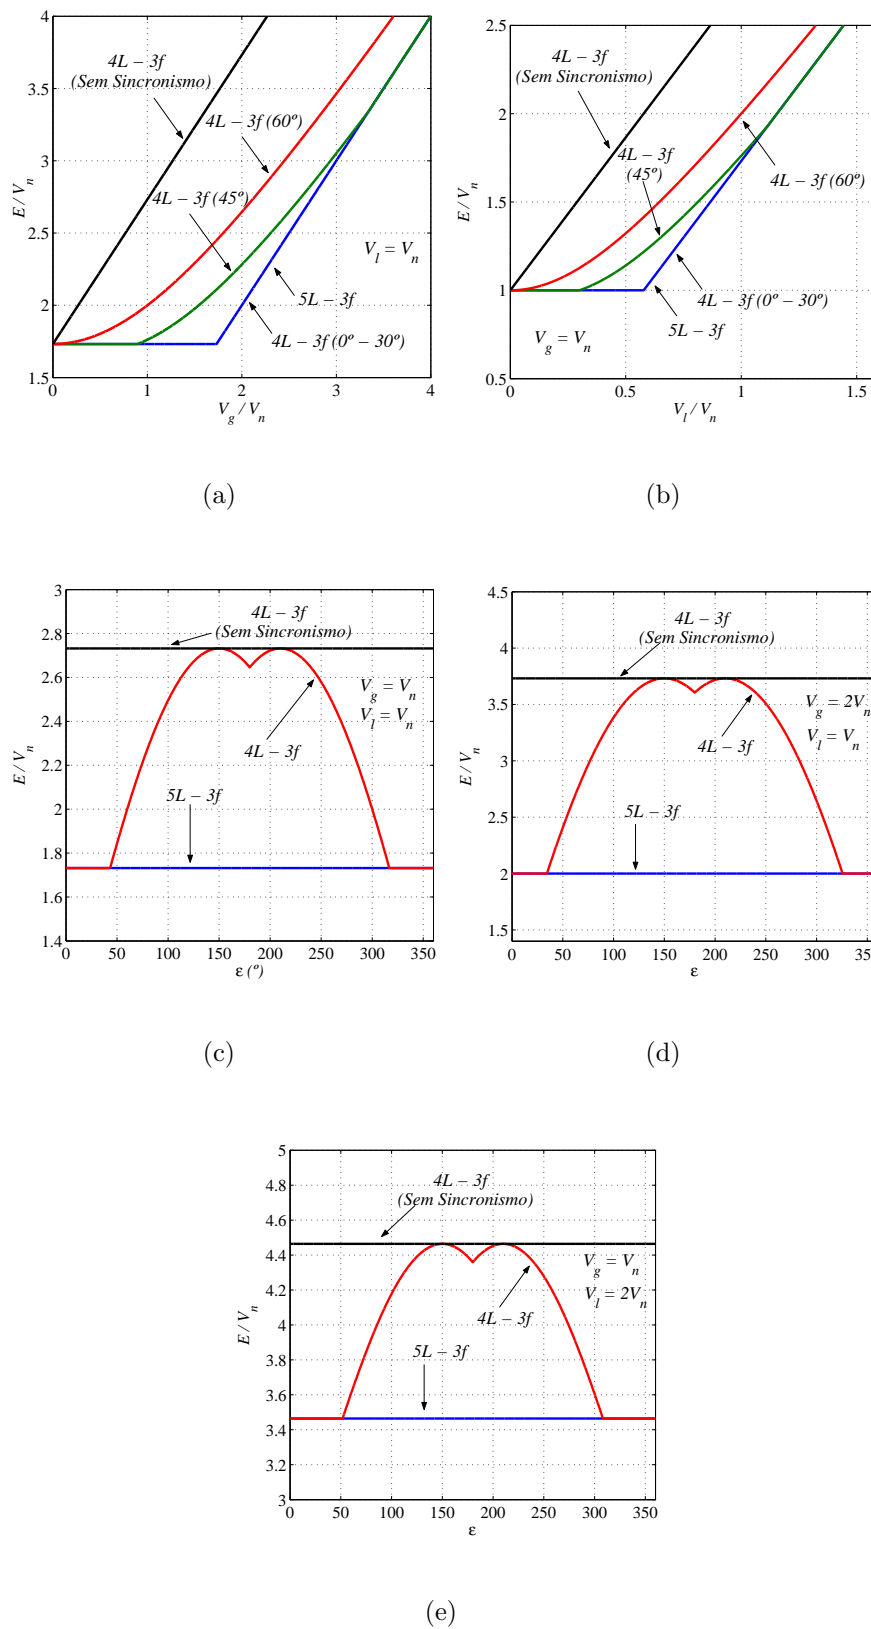 4
3.5
3
2.5
2
1.5
0
1
2
3
4
E / V_n
V_g / V_n
4L − 3f
(Sem Sincronismo)
4L − 3f (60º)
4L − 3f (45º)
V_l = V_n
5L − 3f
4L − 3f (0º − 30º)
(a)
2.5
2
1.5
1
0.5
0
0.5
1
1.5
E / V_n
V_l / V_n
4L − 3f
(Sem Sincronismo)
4L − 3f
(45º)
4L − 3f (60º)
4L − 3f (0º − 30º)
5L − 3f
V_g = V_n
(b)
3
2.8
2.6
2.4
2.2
2
1.8
1.6
1.4
0
50
100
150
200
250
300
350
E / V_n
ε (º)
4L − 3f
(Sem Sincronismo)
V_g = V_n
V_l = V_n
4L − 3f
5L − 3f
(c)
4.5
4
3.5
3
2.5
2
1.5
0
50
100
150
200
250
300
350
E / V_n
ε
4L − 3f
(Sem Sincronismo)
V_g = 2V_n
V_l = V_n
4L − 3f
5L − 3f
(d)
5
4.8
4.6
4.4
4.2
4
3.8
3.6
3.4
3.2
3
0
50
100
150
200
250
300
350
E / V_n
ε
4L − 3f
(Sem Sincronismo)
V_g = V_n
V_l = 2V_n
4L − 3f
5L − 3f
(e)